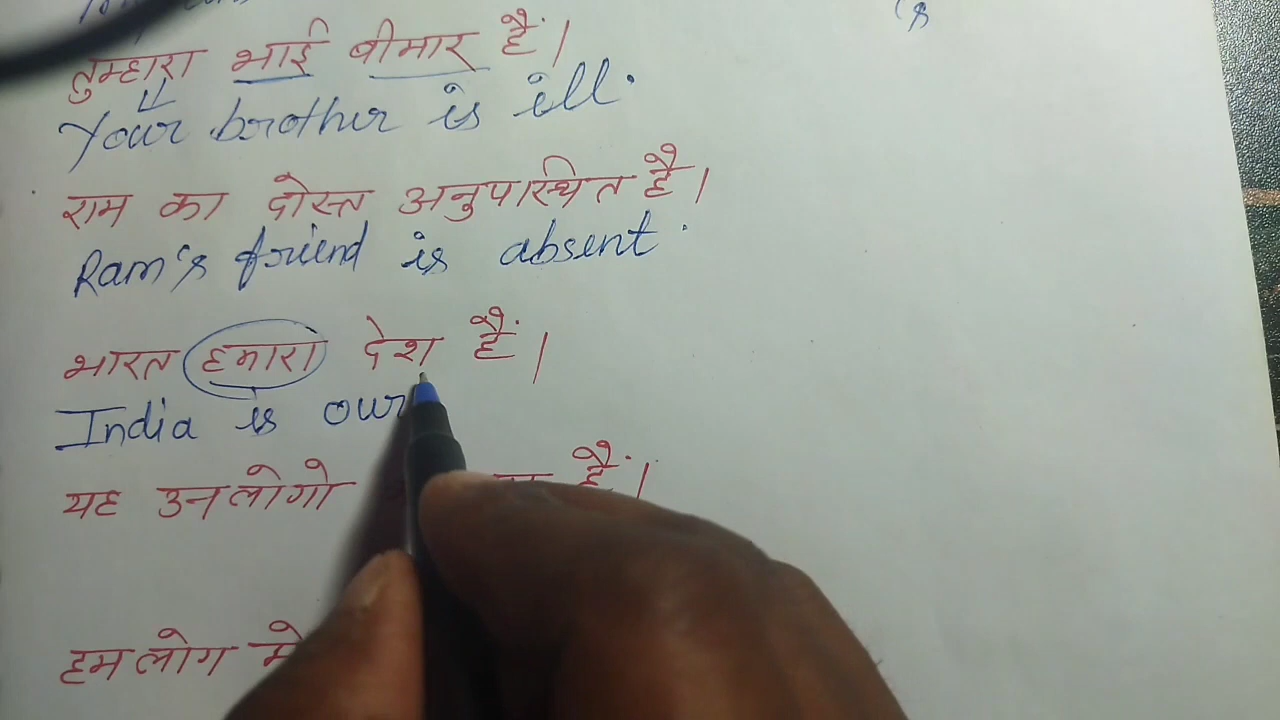 ('s
तुम्हारा भाई बीमार है।
Your brother is ill.
राम का दोस्त अनुपस्थित है।
Ram's friend is absent.
भारत हमारा देश है।
India is our
यह उनलोगो है।
हमलोग